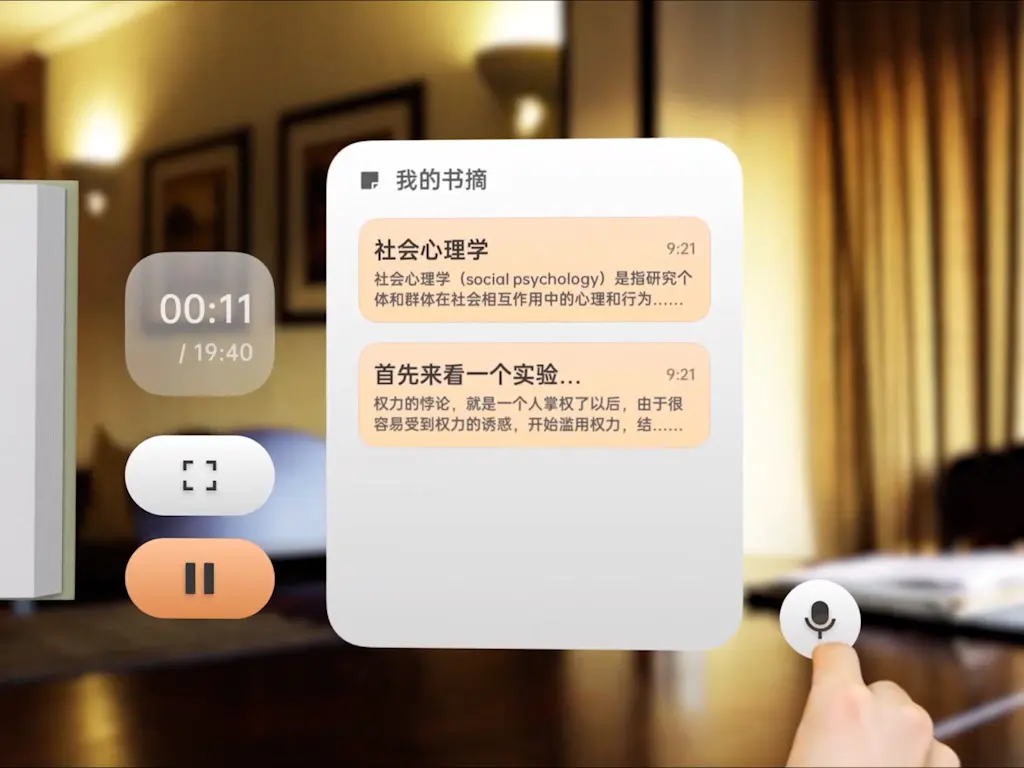 我的书摘
00:11
/ 19:40
社会心理学
9:21
社会心理学（social psychology）是指研究个
体和群体在社会相互作用中的心理和行为……
首先来看一个实验...
9:21
权力的悖论，就是一个人掌权了以后，由于很
容易受到权力的诱惑，开始滥用权力，结……